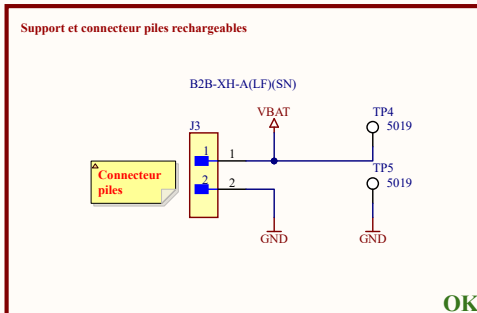 Support et connecteur piles rechargeables
B2B-XH-A(LF)(SN)
VBAT
TP4
5019
J3
1
1
Connecteur
piles
TP5
2
2
5019
GND
GND
OK